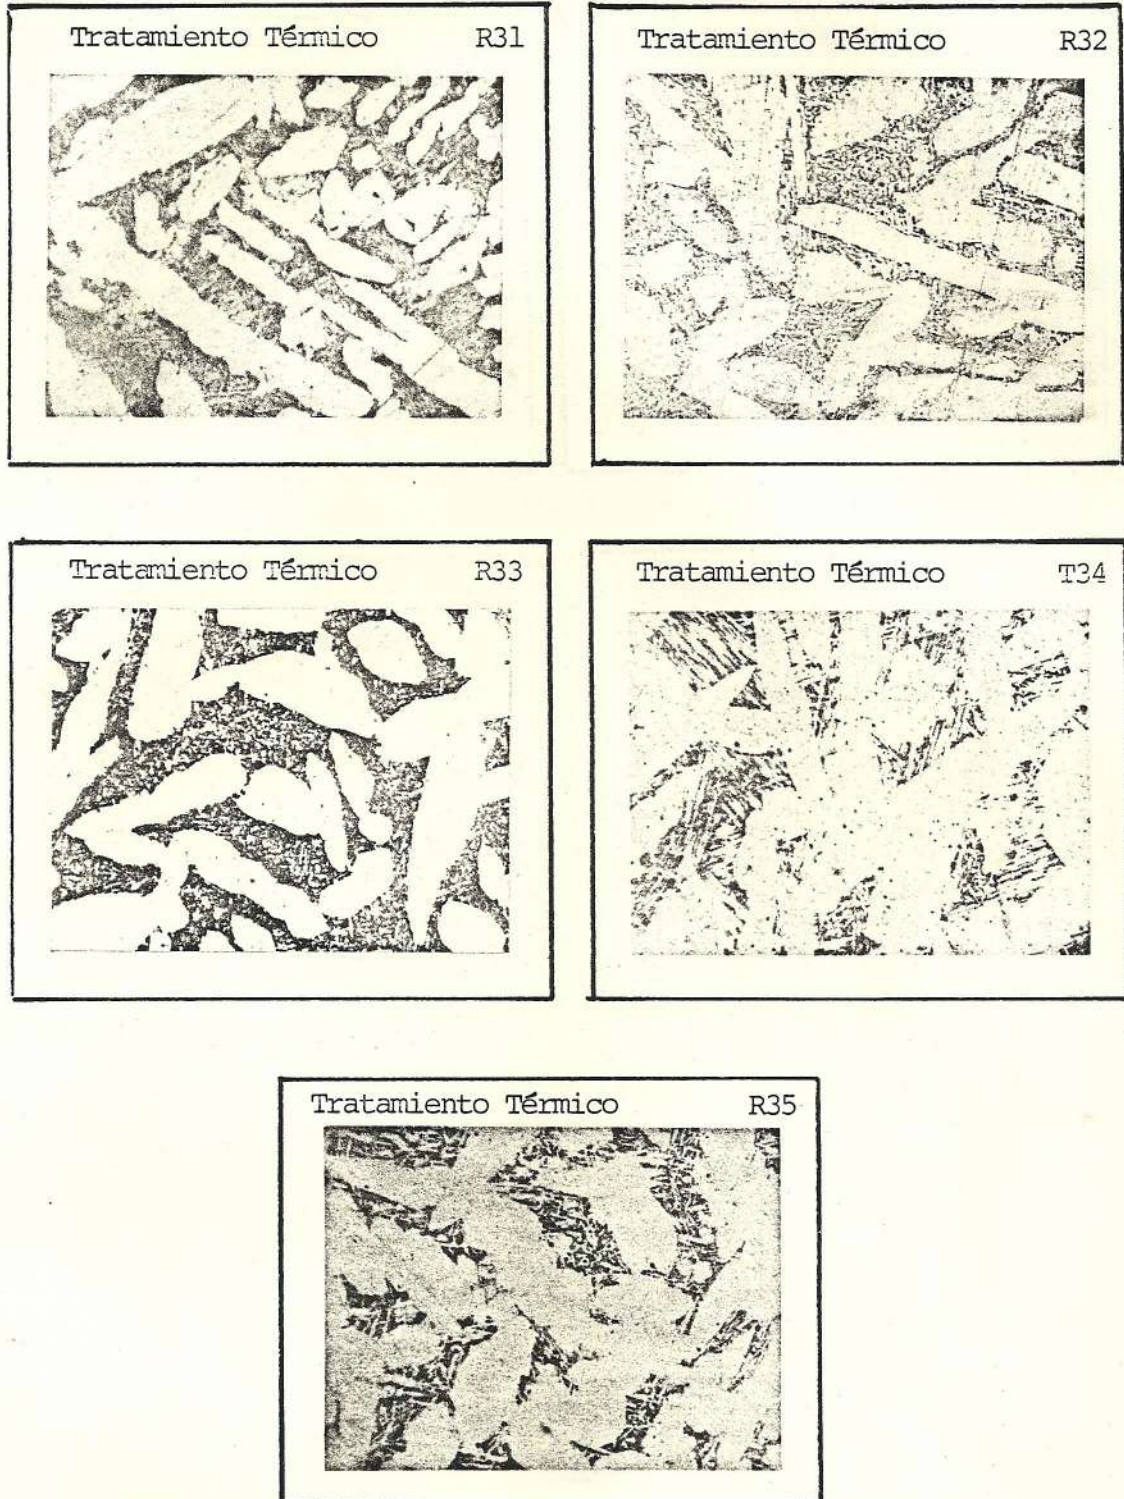 Tratamiento Térmico R31
Tratamiento Térmico R32
Tratamiento Térmico R33
Tratamiento Térmico T34
Tratamiento Térmico R35